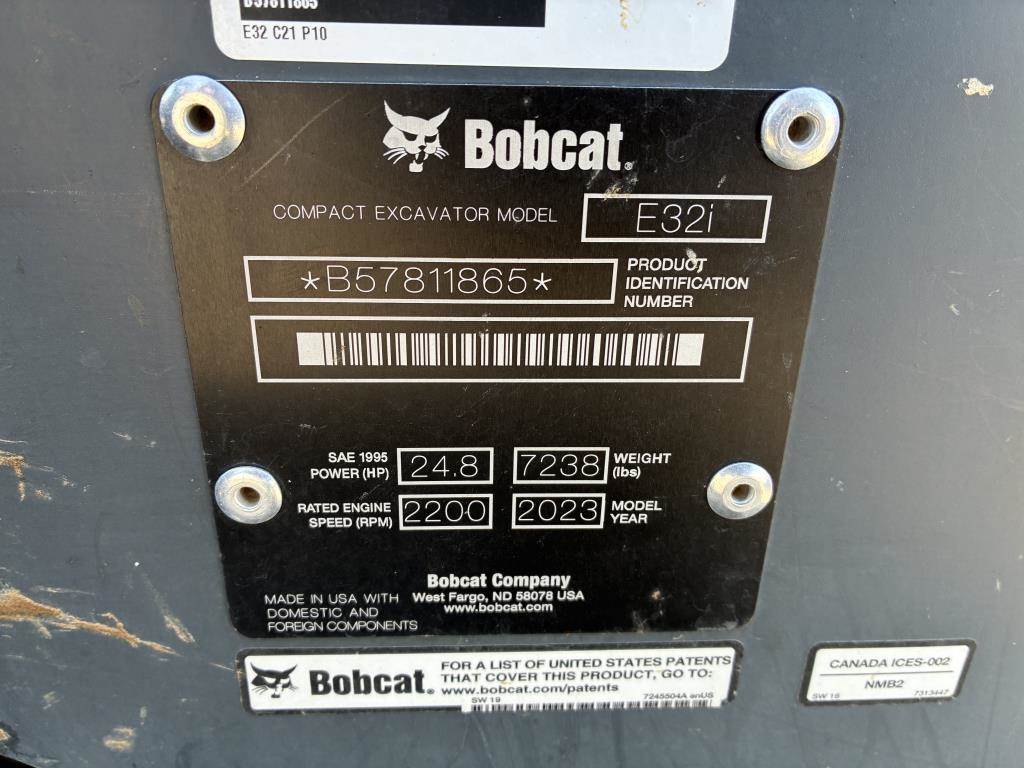 B57811865
E32 C21 P10
Bobcat®
COMPACT EXCAVATOR MODEL E32i
*B57811865* PRODUCT IDENTIFICATION NUMBER
SAE 1995 POWER (HP) 24.8 7238 WEIGHT (lbs)
RATED ENGINE SPEED (RPM) 2200 2023 MODEL YEAR
Bobcat Company
West Fargo, ND 58078 USA
www.bobcat.com
MADE IN USA WITH
DOMESTIC AND
FOREIGN COMPONENTS
Bobcat®
FOR A LIST OF UNITED STATES PATENTS
THAT COVER THIS PRODUCT, GO TO:
www.bobcat.com/patents
SW 19 7245504A enUS
CANADA ICES-002
NMB2
SW 16 7313447